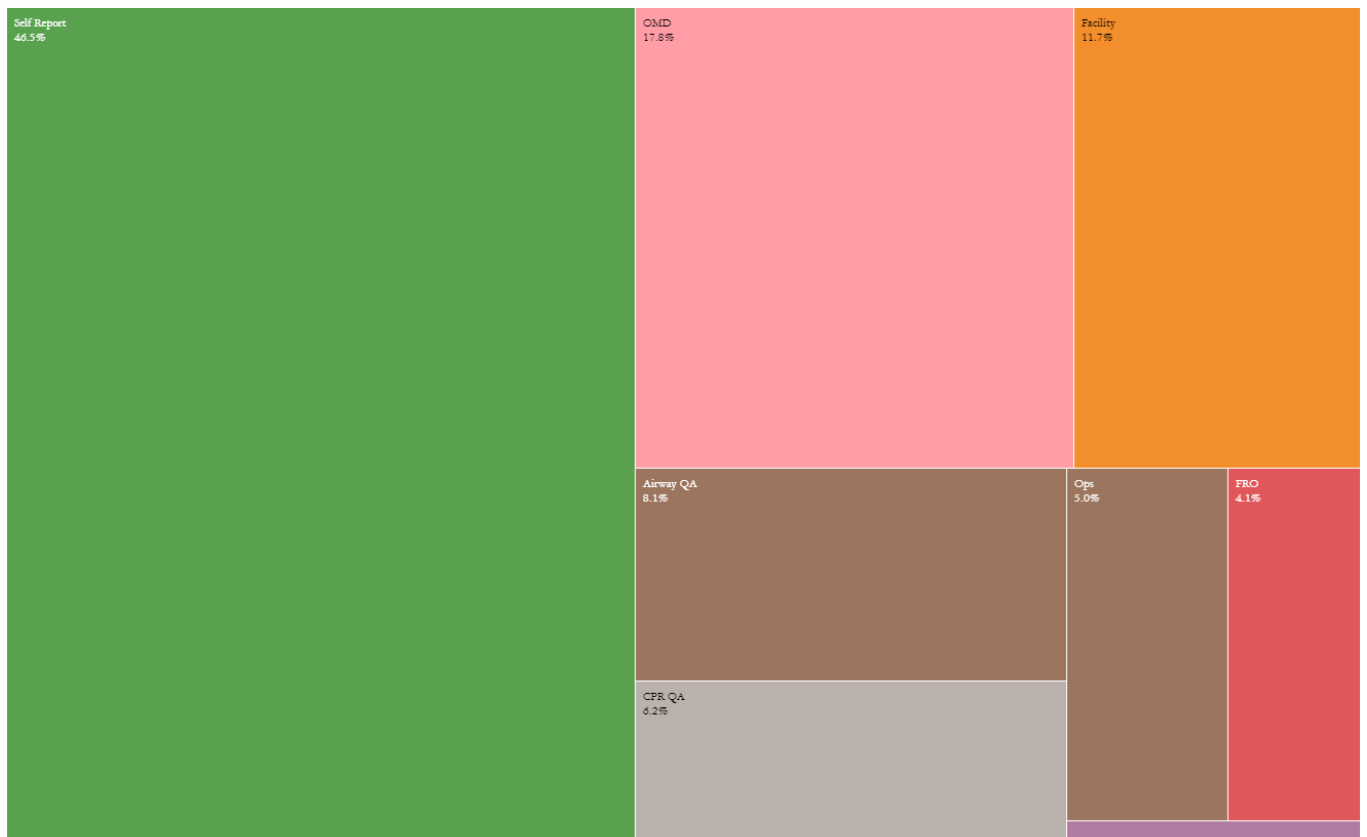 Self Report
46.5%
OMD
17.8%
Facility
11.7%
Airway QA
8.1%
CPR QA
6.2%
Ops
5.0%
FRO
4.1%